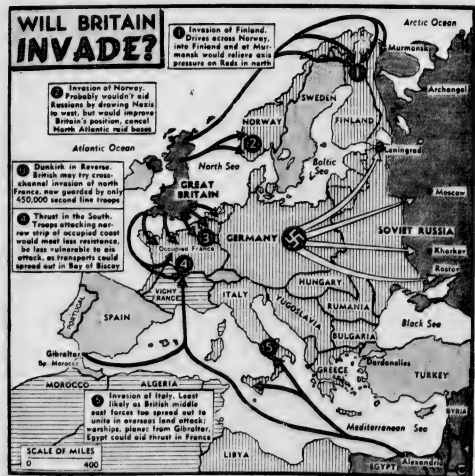 WILL BRITAIN
INVADE?
1 Invasion of Finland.
Drives across Norway,
into Finland and at Mur-
mansk would relieve axis
pressure on Reds in north
2 Invasion of Norway.
Probably wouldn't aid
Russians by drawing Nazis
to west, but would improve
Britain's position, cancel
North Atlantic raid bases
3 Dunkirk in Reverse.
British may try cross-
channel invasion of north
France, now guarded by only
450,000 second line troops
4 Thrust in the South.
Troops attacking nar-
row strip of occupied coast
would meet less resistance,
be less vulnerable to
attack, as transports could
spread out in Bay of Biscay
5 Invasion of Italy. Least
likely as British middle
east forces too spread out to
unite in overseas land attack;
warships, planes from Gibraltar,
Egypt could aid thrust in France
Arctic Ocean
Murmansk
1
Archangel
SWEDEN
NORWAY
FINLAND
2
Atlantic Ocean
North Sea
Baltic
Sea
Leningrad
GREAT
BRITAIN
Moscow
3
GERMANY
SOVIET RUSSIA
Occupied France
Kharkov
4
Rostov
HUNGARY
VICHY
FRANCE
ITALY
RUMANIA
YUGOSLAVIA
Black Sea
PORTUGAL
SPAIN
BULGARIA
5
Dardanelles
Gibraltar
Sp. Morocco
GREECE
TURKEY
MOROCCO
ALGERIA
Mediterranean Sea
SYRIA
SCALE OF MILES
0 400
LIBYA
EGYPT
Alexandria